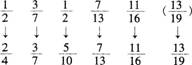 1/2 3/7 1/2 7/13 11/16 (13/19)
↓ ↓ ↓ ↓ ↓ ↓
2/4 3/7 5/10 7/13 11/16 13/19